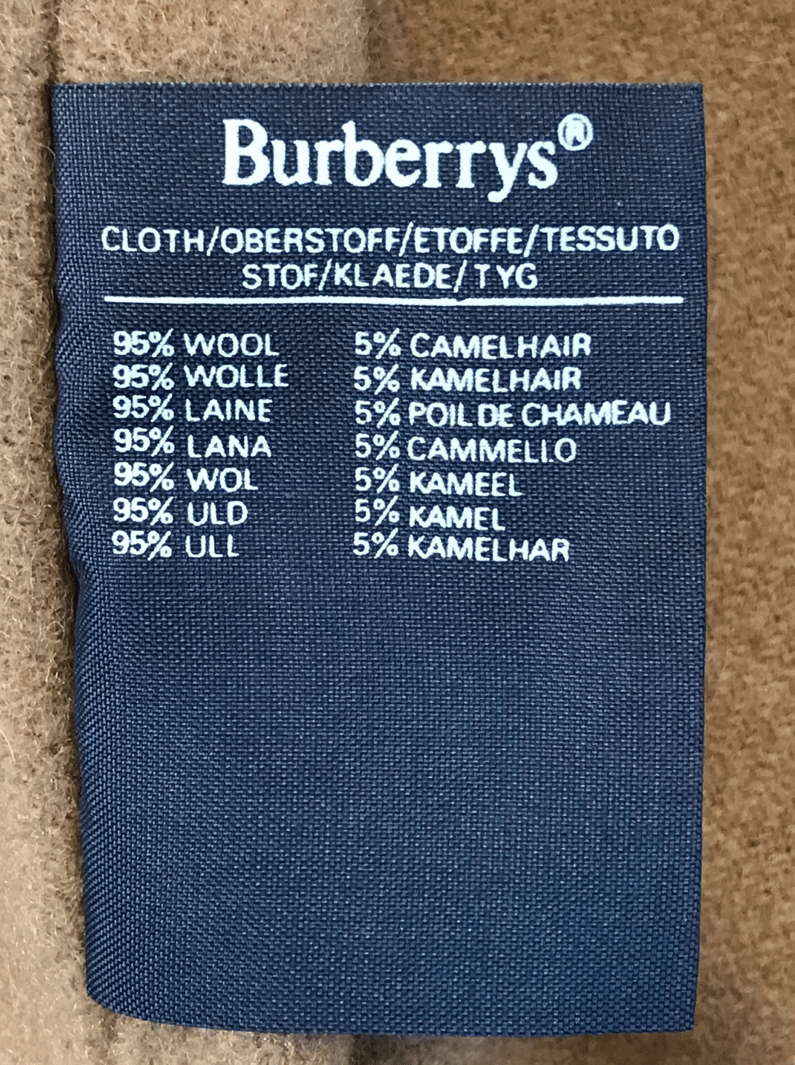 Burberrys®
CLOTH/OBERSTOFF/ETOFFE/TESSUTO
STOF/KLAEDE/TYG
95% WOOL 5% CAMELHAIR
95% WOLLE 5% KAMELHAIR
95% LAINE 5% POIL DE CHAMEAU
95% LANA 5% CAMMELLO
95% WOL 5% KAMEEL
95% ULD 5% KAMEL
95% ULL 5% KAMELHAR